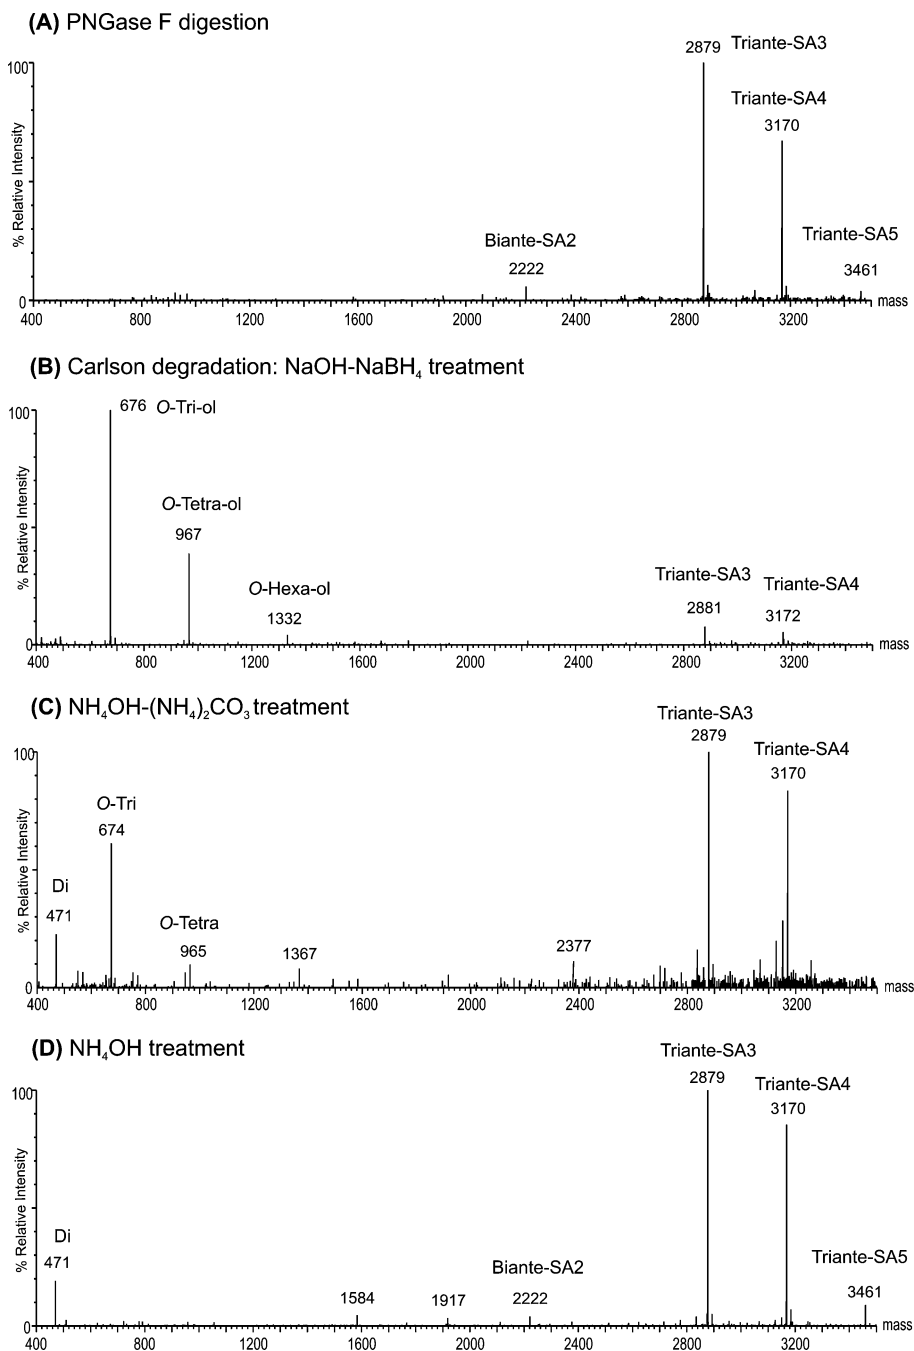 (A) PNGase F digestion
2879 Triante-SA3
100
Triante-SA4
3170
% Relative Intensity
Biante-SA2
2222
Triante-SA5
3461
0
400 800 1200 1600 2000 2400 2800 3200 mass
(B) Carlson degradation: NaOH-NaBH₄ treatment
676 O-Tri-ol
100
O-Tetra-ol
967
% Relative Intensity
O-Hexa-ol
1332
Triante-SA3
2881
Triante-SA4
3172
0
400 800 1200 1600 2000 2400 2800 3200 mass
(C) NH₄OH-(NH₄)₂CO₃ treatment
Triante-SA3
2879
100
Triante-SA4
3170
% Relative Intensity
O-Tri
674
Di
471
O-Tetra
965
1367
2377
0
400 800 1200 1600 2000 2400 2800 3200 mass
(D) NH₄OH treatment
Triante-SA3
2879
100
Triante-SA4
3170
% Relative Intensity
Di
471
1584
1917
Biante-SA2
2222
Triante-SA5
3461
0
400 800 1200 1600 2000 2400 2800 3200 mass